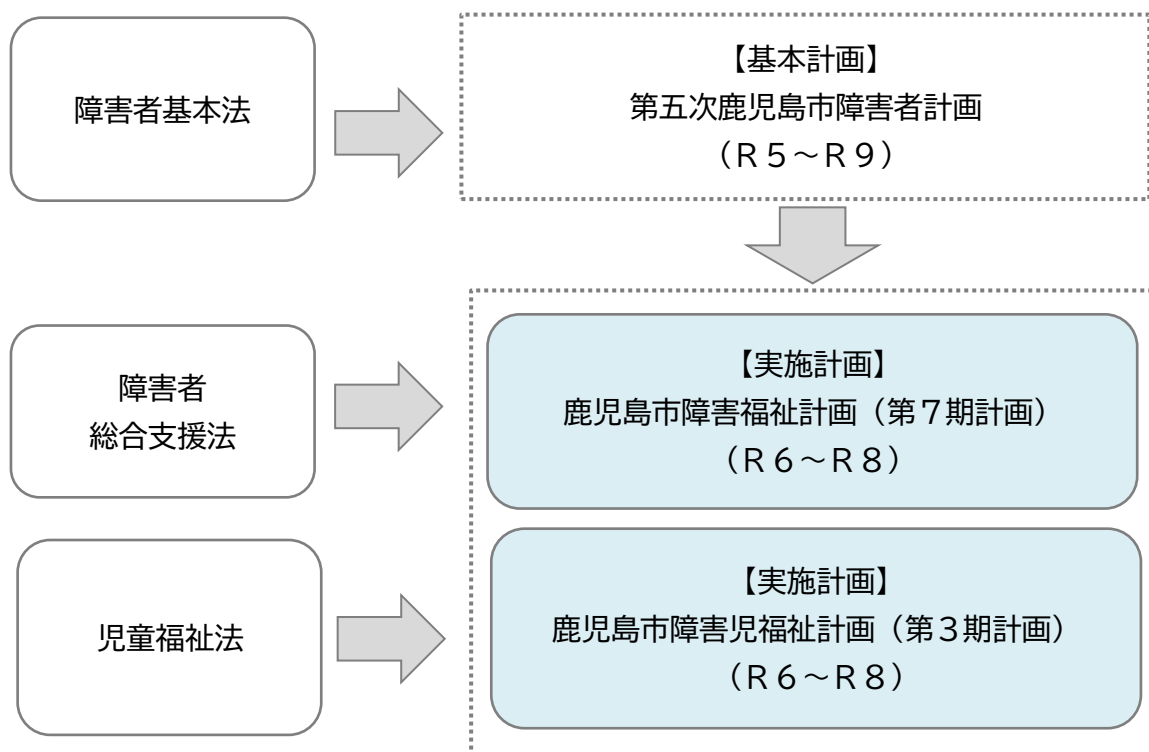 障害者基本法
【基本計画】
第五次鹿児島市障害者計画
（Ｒ５～Ｒ９）
障害者
総合支援法
【実施計画】
鹿児島市障害福祉計画（第７期計画）
（Ｒ６～Ｒ８）
児童福祉法
【実施計画】
鹿児島市障害児福祉計画（第３期計画）
（Ｒ６～Ｒ８）